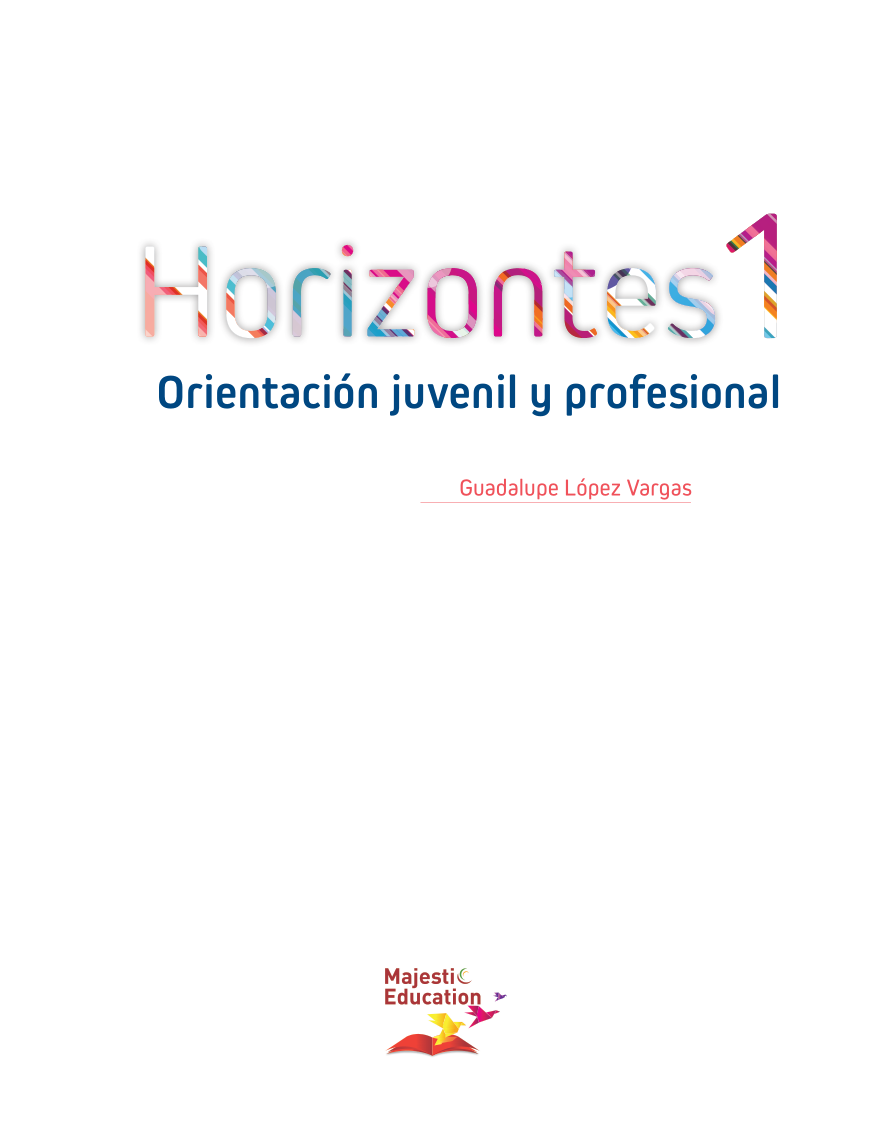 Horizontes 1
Orientación juvenil y profesional
Guadalupe López Vargas
Majestic
Education